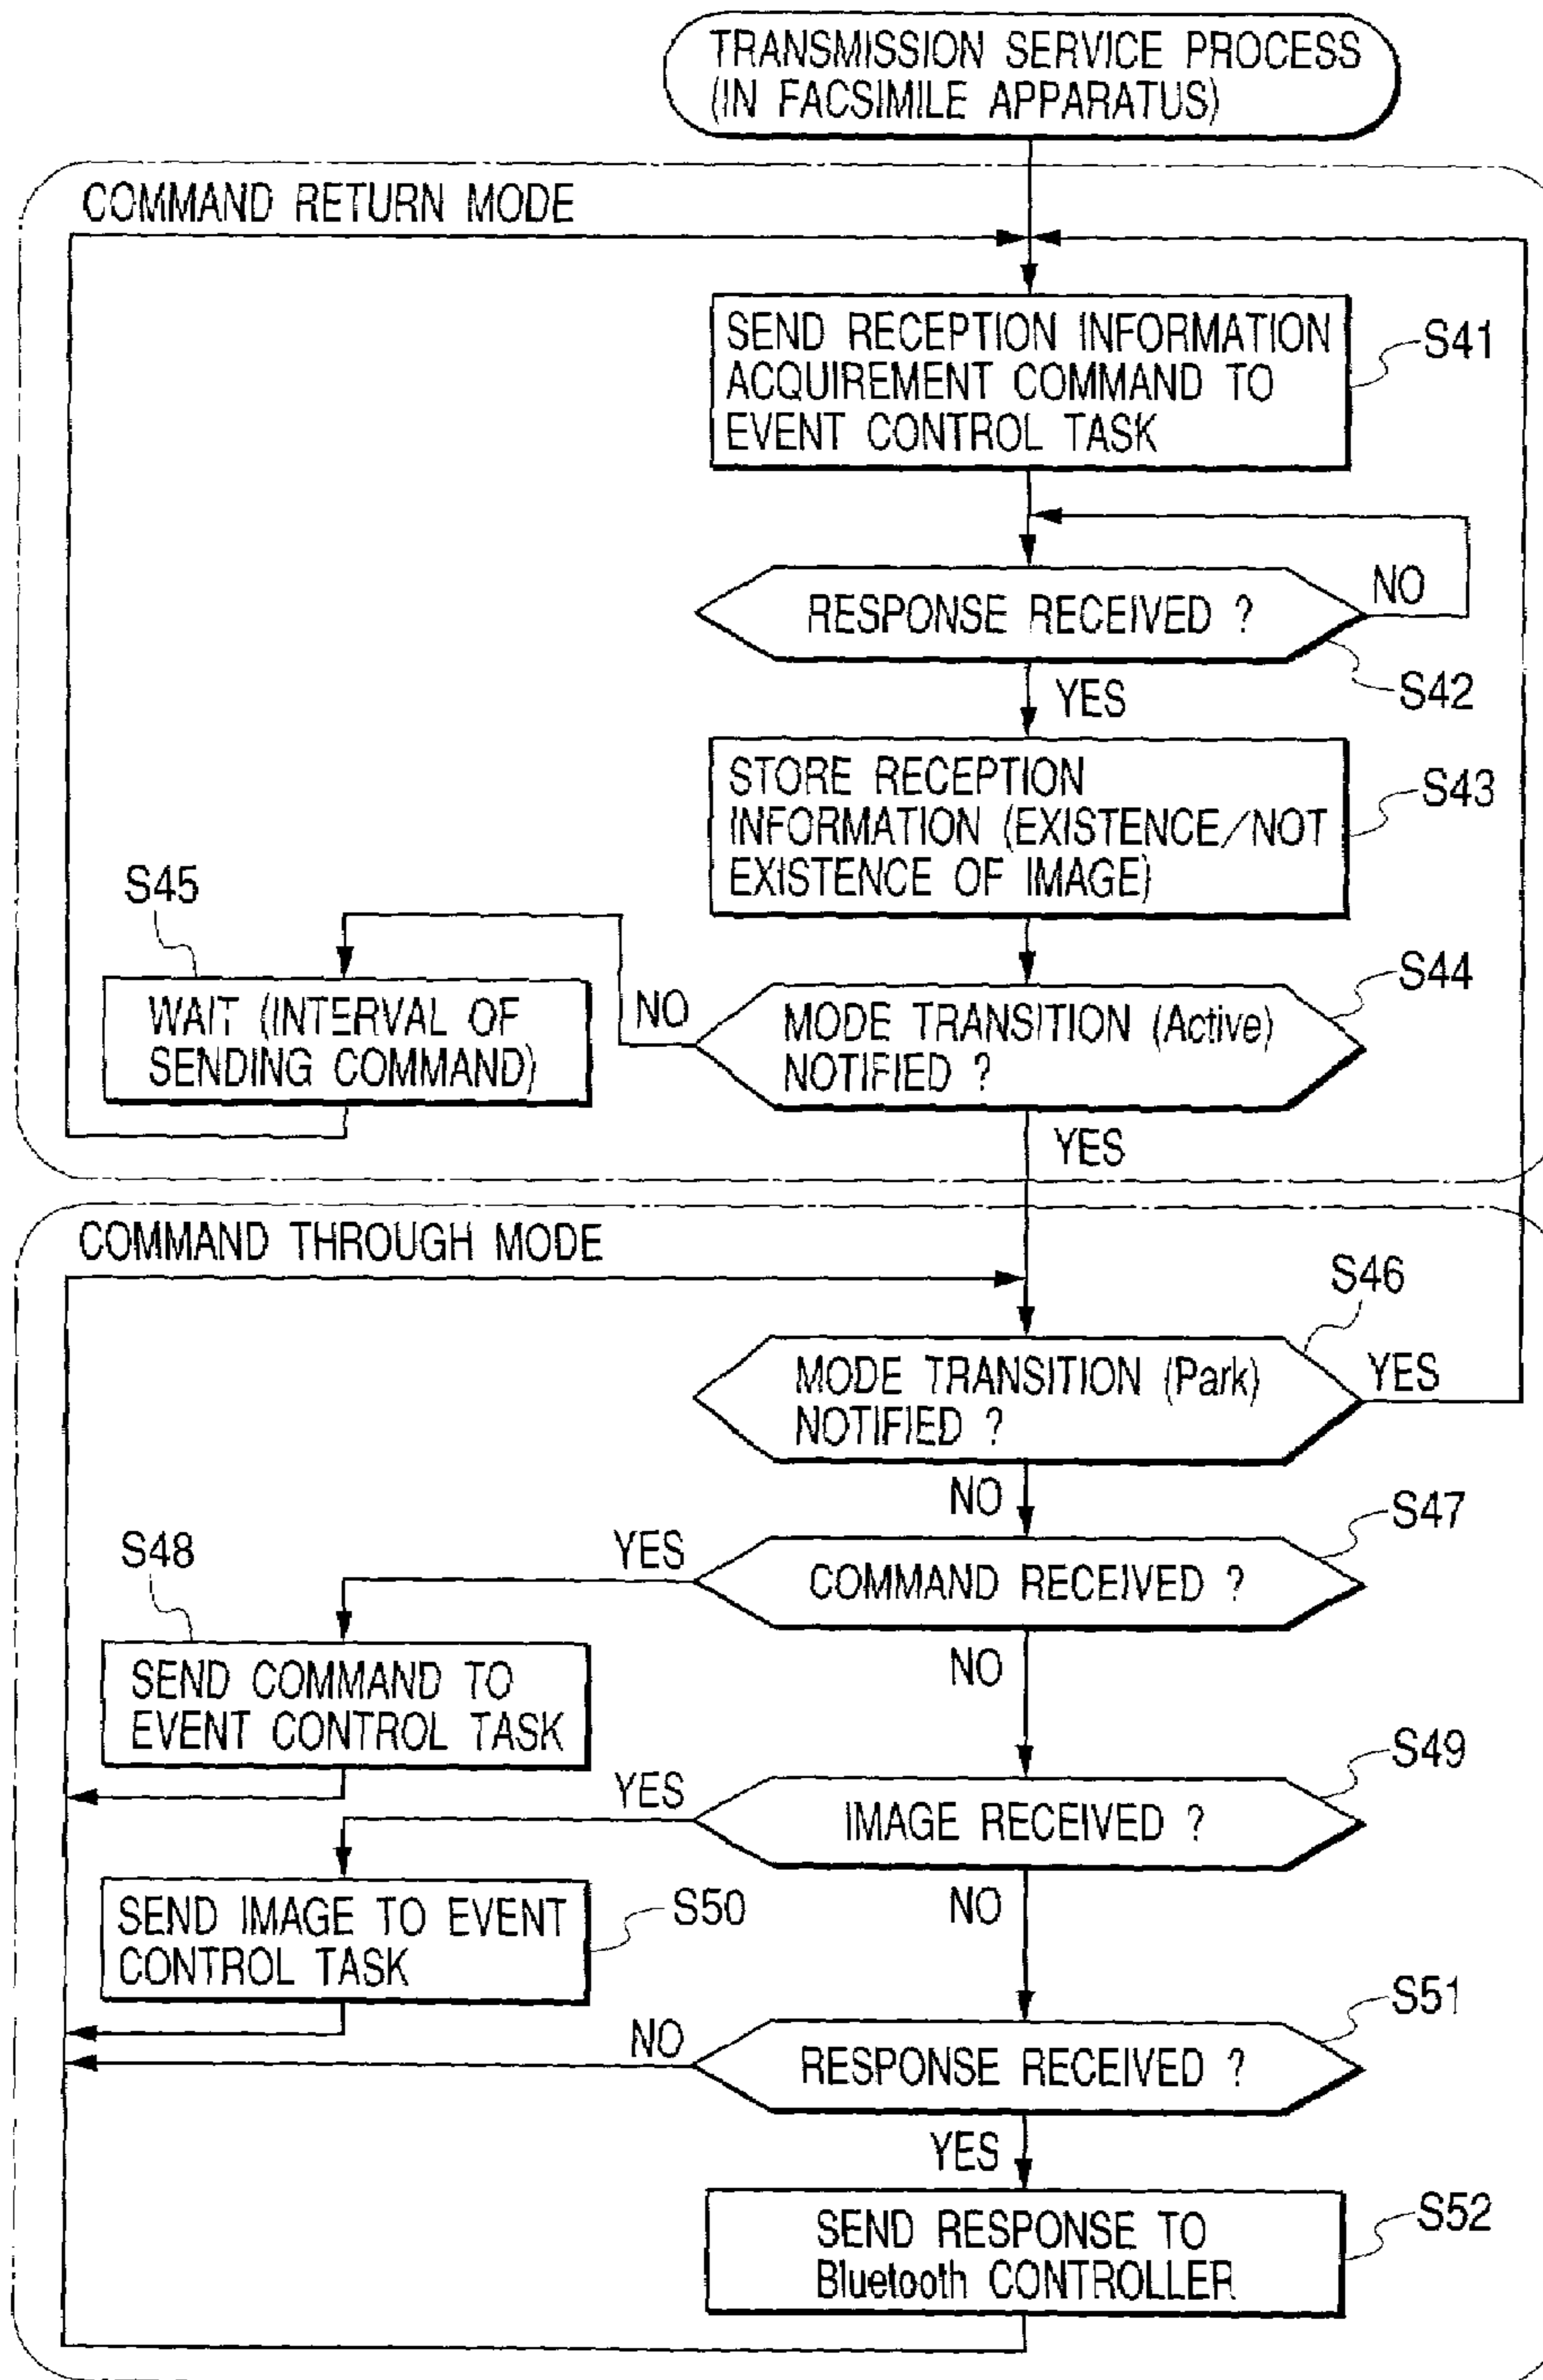 TRANSMISSION SERVICE PROCESS
(IN FACSIMILE APPARATUS)
COMMAND RETURN MODE
SEND RECEPTION INFORMATION
ACQUIREMENT COMMAND TO
EVENT CONTROL TASK
S41
RESPONSE RECEIVED ?
NO
S42
YES
STORE RECEPTION
INFORMATION (EXISTENCE/NOT
EXISTENCE OF IMAGE)
S43
S45
WAIT (INTERVAL OF
SENDING COMMAND)
NO
MODE TRANSITION (Active)
NOTIFIED ?
S44
YES
COMMAND THROUGH MODE
S46
MODE TRANSITION (Park)
NOTIFIED ?
YES
NO
S47
COMMAND RECEIVED ?
YES
S48
SEND COMMAND TO
EVENT CONTROL TASK
NO
S49
IMAGE RECEIVED ?
YES
SEND IMAGE TO EVENT
CONTROL TASK
S50
NO
S51
RESPONSE RECEIVED ?
NO
YES
SEND RESPONSE TO
Bluetooth CONTROLLER
S52